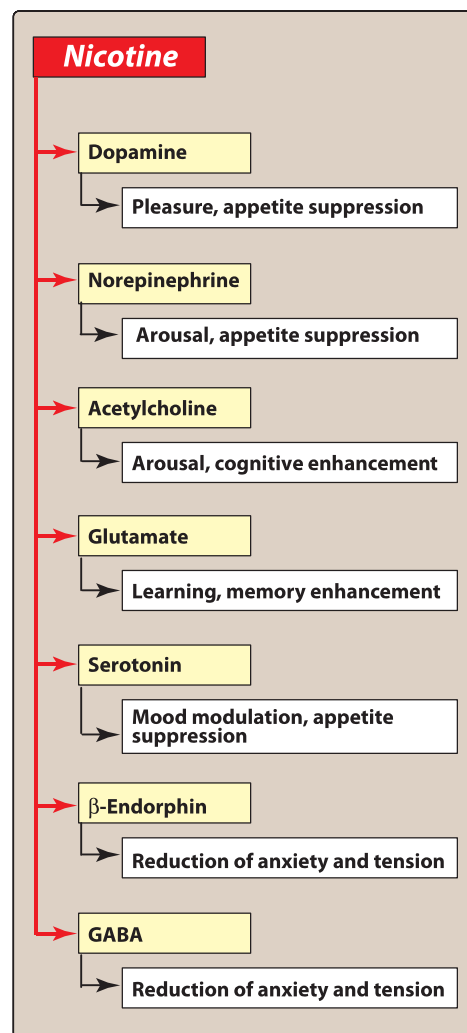 Nicotine
Dopamine
Pleasure, appetite suppression
Norepinephrine
Arousal, appetite suppression
Acetylcholine
Arousal, cognitive enhancement
Glutamate
Learning, memory enhancement
Serotonin
Mood modulation, appetite
suppression
β-Endorphin
Reduction of anxiety and tension
GABA
Reduction of anxiety and tension